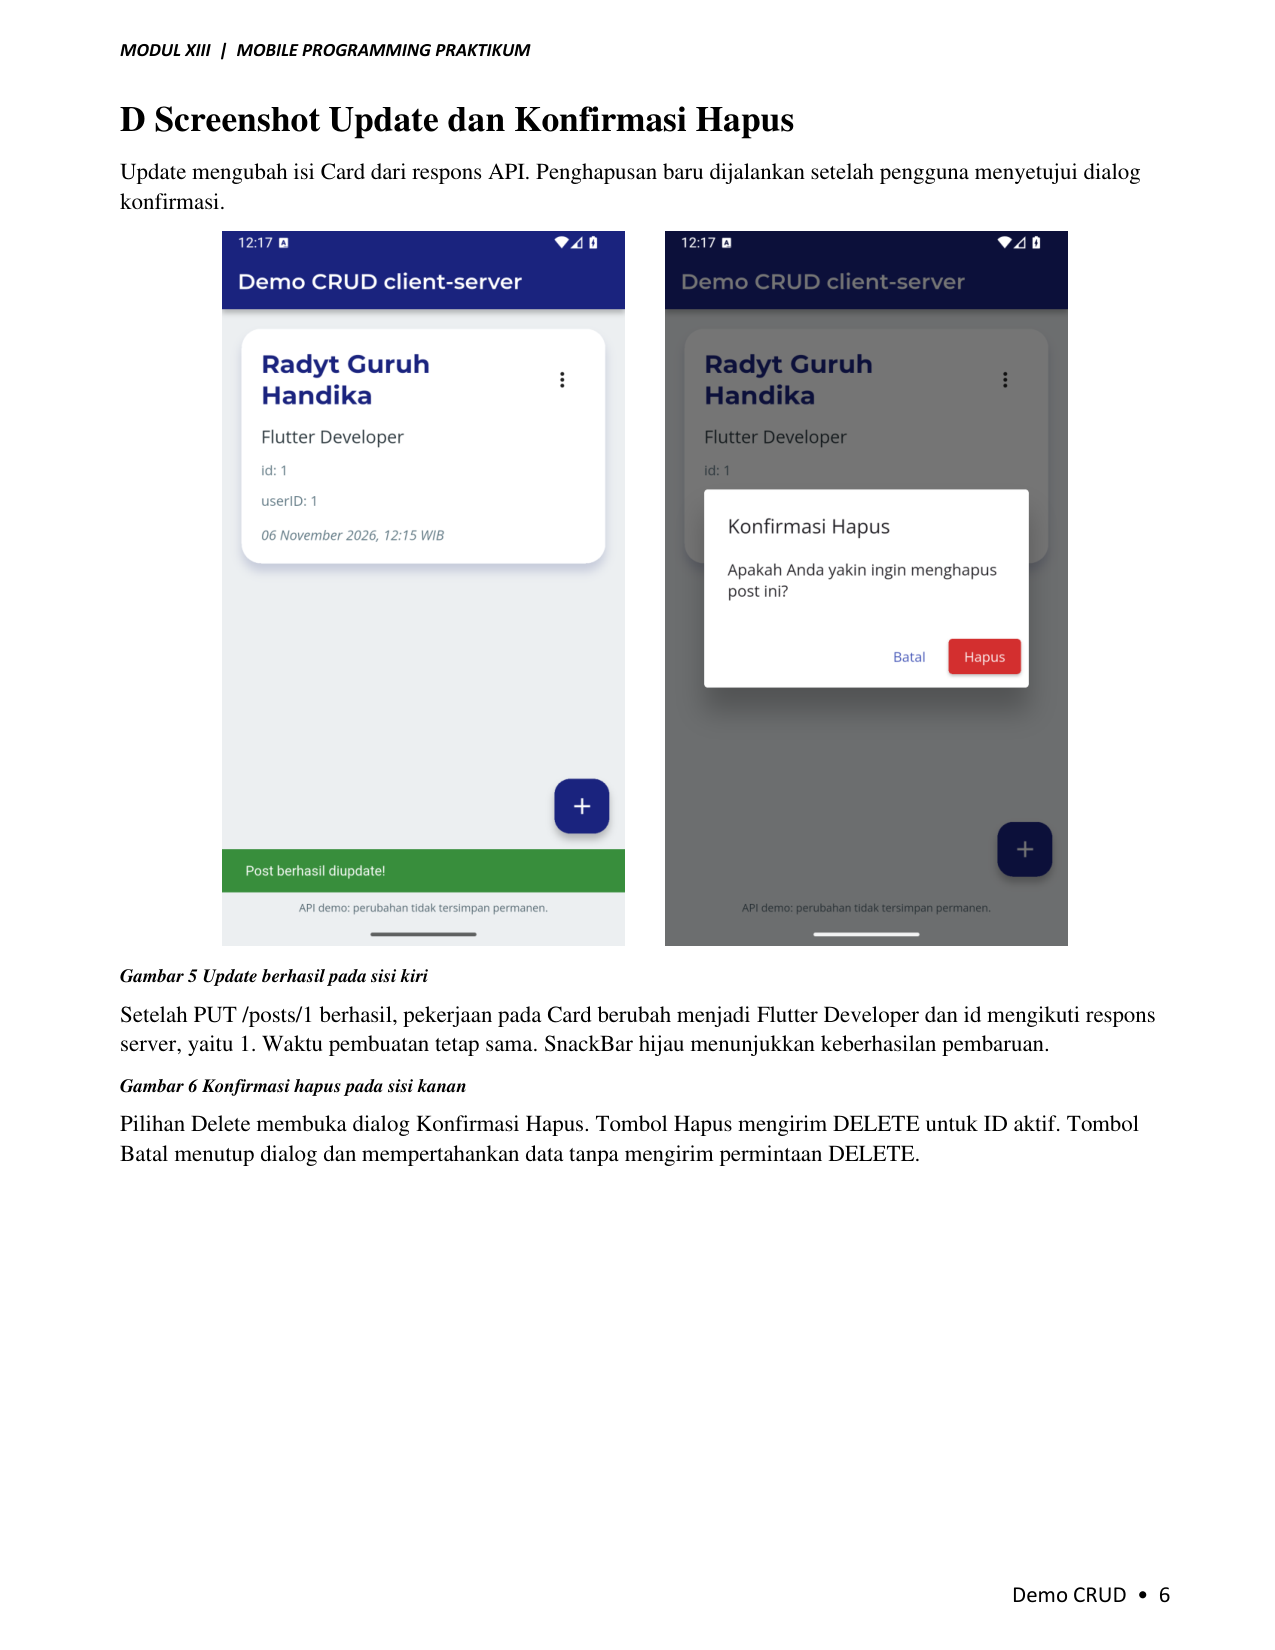 MODUL XIII | MOBILE PROGRAMMING PRAKTIKUM
D Screenshot Update dan Konfirmasi Hapus
Update mengubah isi Card dari respons API. Penghapusan baru dijalankan setelah pengguna menyetujui dialog
konfirmasi.
12:17
Demo CRUD client-server
Radyt Guruh
Handika
Flutter Developer
id: 1
userID: 1
06 November 2026, 12:15 WIB
+
Post berhasil diupdate!
API demo: perubahan tidak tersimpan permanen.
12:17
Demo CRUD client-server
Radyt Guruh
Handika
Flutter Developer
id: 1
Konfirmasi Hapus
Apakah Anda yakin ingin menghapus
post ini?
Batal Hapus
+
API demo: perubahan tidak tersimpan permanen.
Gambar 5 Update berhasil pada sisi kiri
Setelah PUT /posts/1 berhasil, pekerjaan pada Card berubah menjadi Flutter Developer dan id mengikuti respons
server, yaitu 1. Waktu pembuatan tetap sama. SnackBar hijau menunjukkan keberhasilan pembaruan.
Gambar 6 Konfirmasi hapus pada sisi kanan
Pilihan Delete membuka dialog Konfirmasi Hapus. Tombol Hapus mengirim DELETE untuk ID aktif. Tombol
Batal menutup dialog dan mempertahankan data tanpa mengirim permintaan DELETE.
Demo CRUD • 6